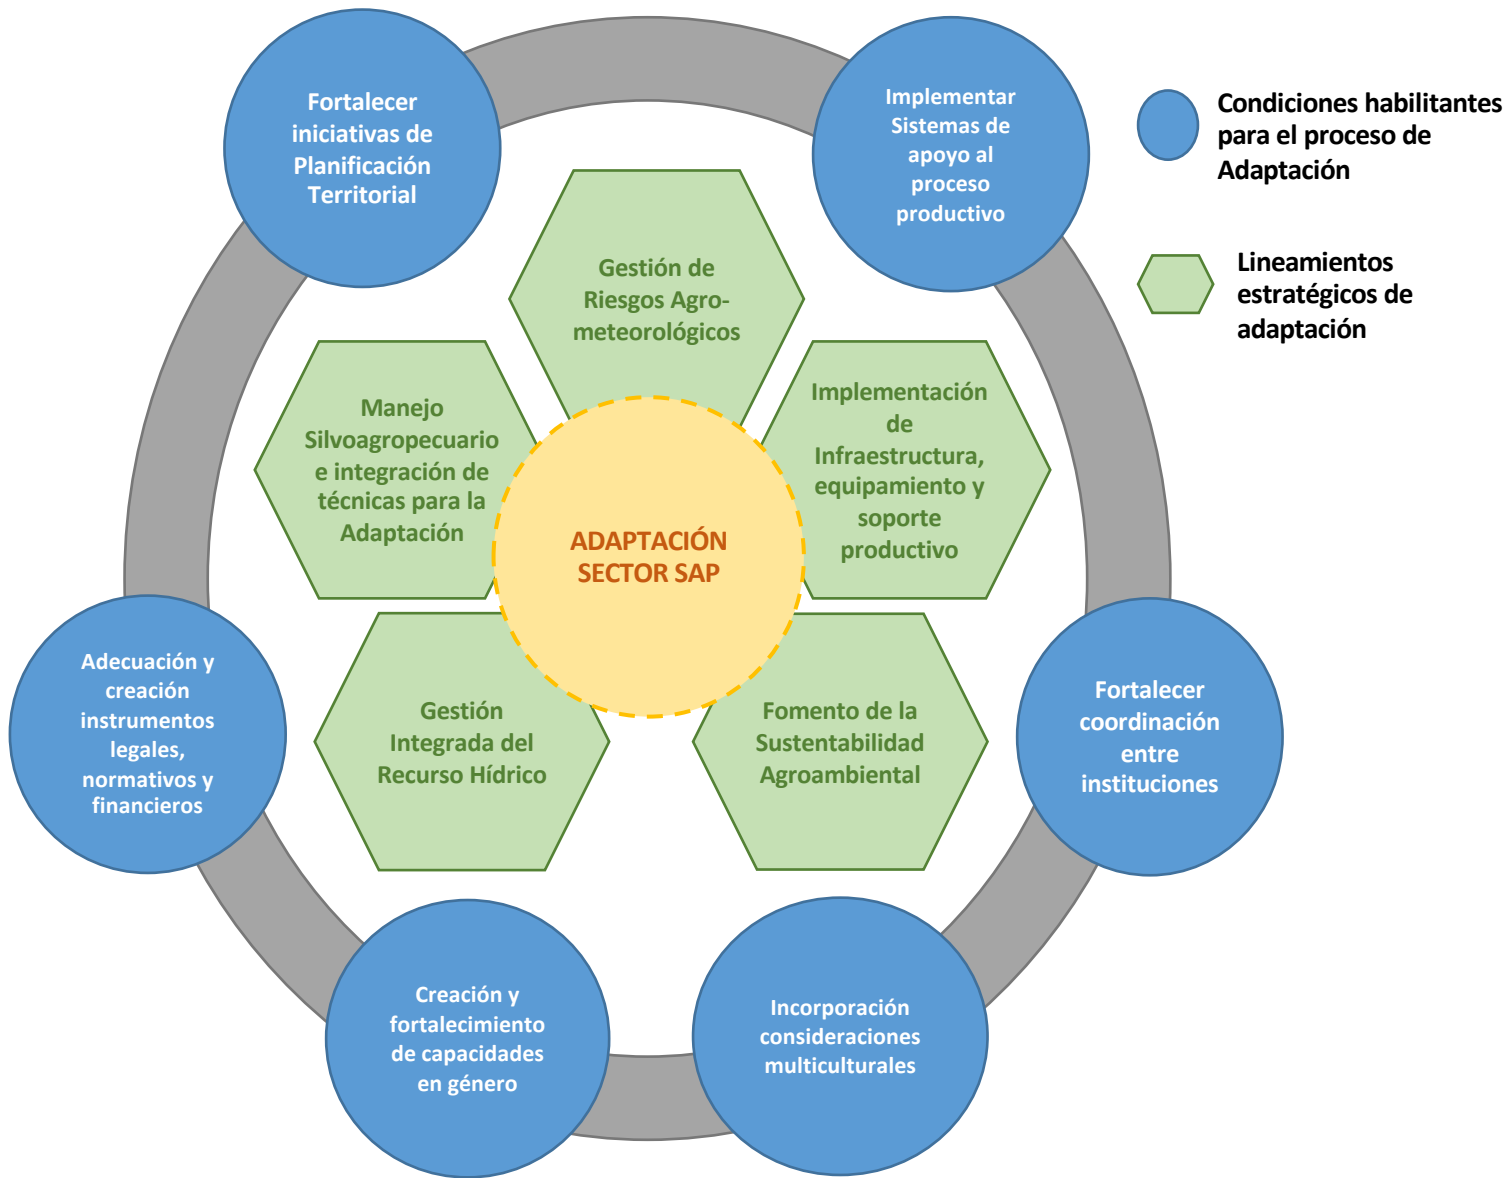 Fortalecer
iniciativas de
Planificación
Territorial
Implementar
Sistemas de
apoyo al
proceso
productivo
Condiciones habilitantes
para el proceso de
Adaptación
Lineamientos
estratégicos de
adaptación
Gestión de
Riesgos Agro-
meteorológicos
Manejo
Silvoagropecuario
e integración de
técnicas para la
Adaptación
Implementación
de
Infraestructura,
equipamiento y
soporte
productivo
ADAPTACIÓN
SECTOR SAP
Adecuación y
creación
instrumentos
legales,
normativos y
financieros
Gestión
Integrada del
Recurso Hídrico
Fomento de la
Sustentabilidad
Agroambiental
Fortalecer
coordinación
entre
instituciones
Creación y
fortalecimiento
de capacidades
en género
Incorporación
consideraciones
multiculturales